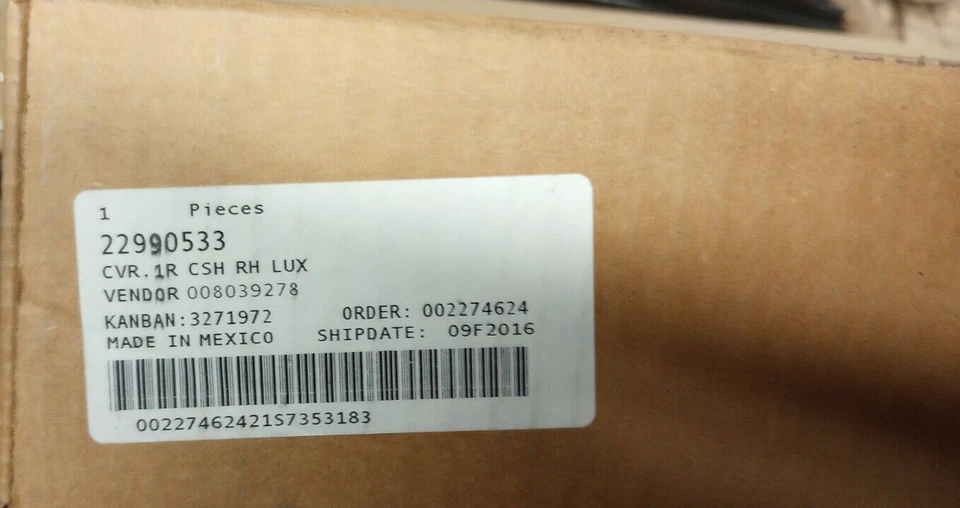 1 Pieces
22990533
CVR.1R CSH RH LUX
VENDOR 008039278
KANBAN:3271972 ORDER: 002274624
MADE IN MEXICO SHIPDATE: 09F2016
00227462421S7353183